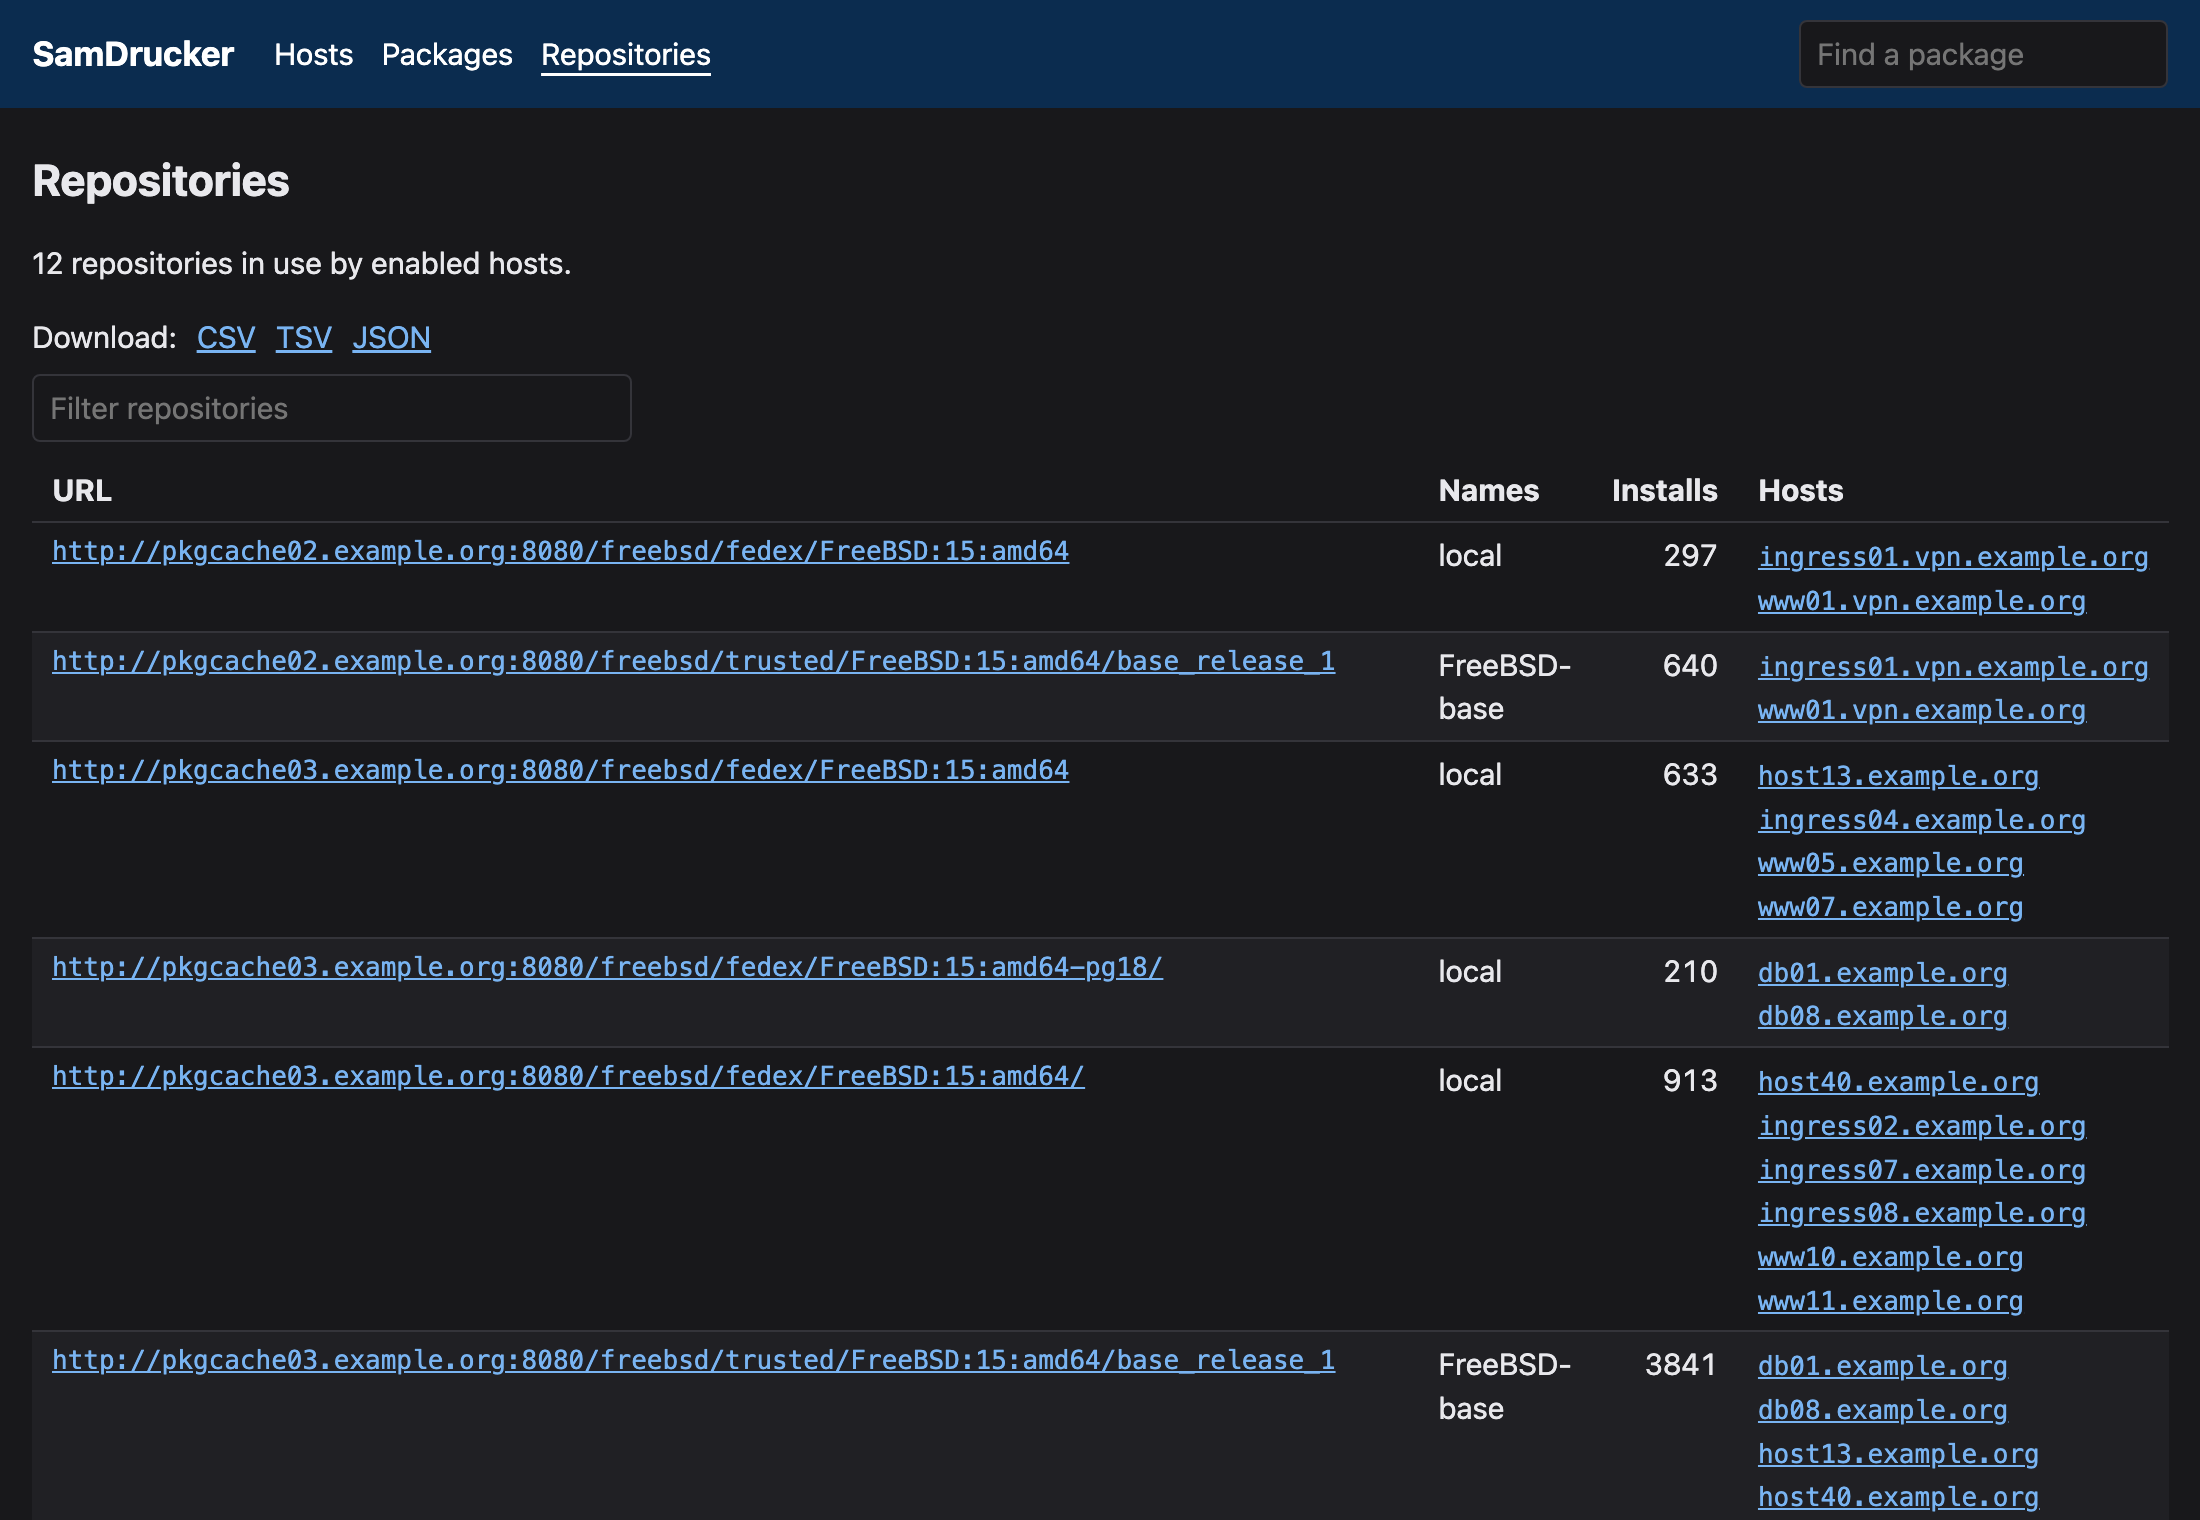 SamDrucker Hosts Packages Repositories Find a package
Repositories
12 repositories in use by enabled hosts.
Download: CSV TSV JSON
Filter repositories
URL Names Installs Hosts
http://pkgcache02.example.org:8080/freebsd/fedex/FreeBSD:15:amd64 local 297 ingress01.vpn.example.org
www01.vpn.example.org
http://pkgcache02.example.org:8080/freebsd/trusted/FreeBSD:15:amd64/base_release_1 FreeBSD- 640 ingress01.vpn.example.org
base www01.vpn.example.org
http://pkgcache03.example.org:8080/freebsd/fedex/FreeBSD:15:amd64 local 633 host13.example.org
ingress04.example.org
www05.example.org
www07.example.org
http://pkgcache03.example.org:8080/freebsd/fedex/FreeBSD:15:amd64-pg18/ local 210 db01.example.org
db08.example.org
http://pkgcache03.example.org:8080/freebsd/fedex/FreeBSD:15:amd64/ local 913 host40.example.org
ingress02.example.org
ingress07.example.org
ingress08.example.org
www10.example.org
www11.example.org
http://pkgcache03.example.org:8080/freebsd/trusted/FreeBSD:15:amd64/base_release_1 FreeBSD- 3841 db01.example.org
base db08.example.org
host13.example.org
host40.example.org